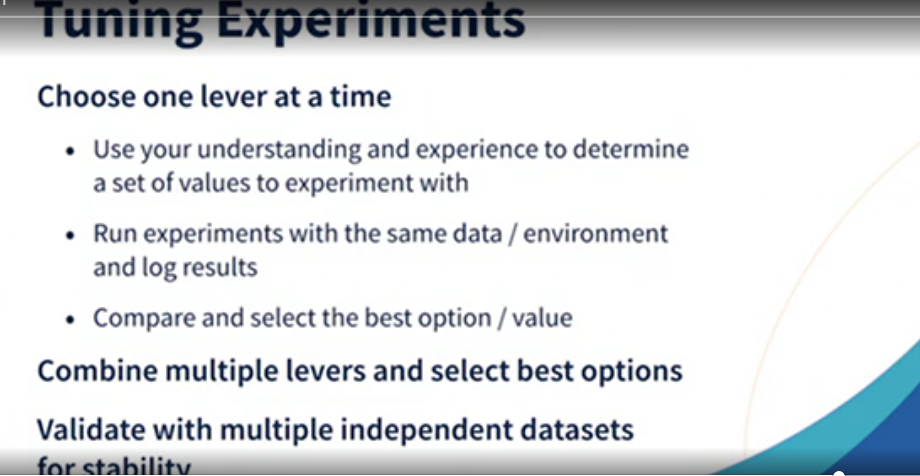 Tuning Experiments
Choose one lever at a time
• Use your understanding and experience to determine
a set of values to experiment with
• Run experiments with the same data / environment
and log results
• Compare and select the best option / value
Combine multiple levers and select best options
Validate with multiple independent datasets
for stability